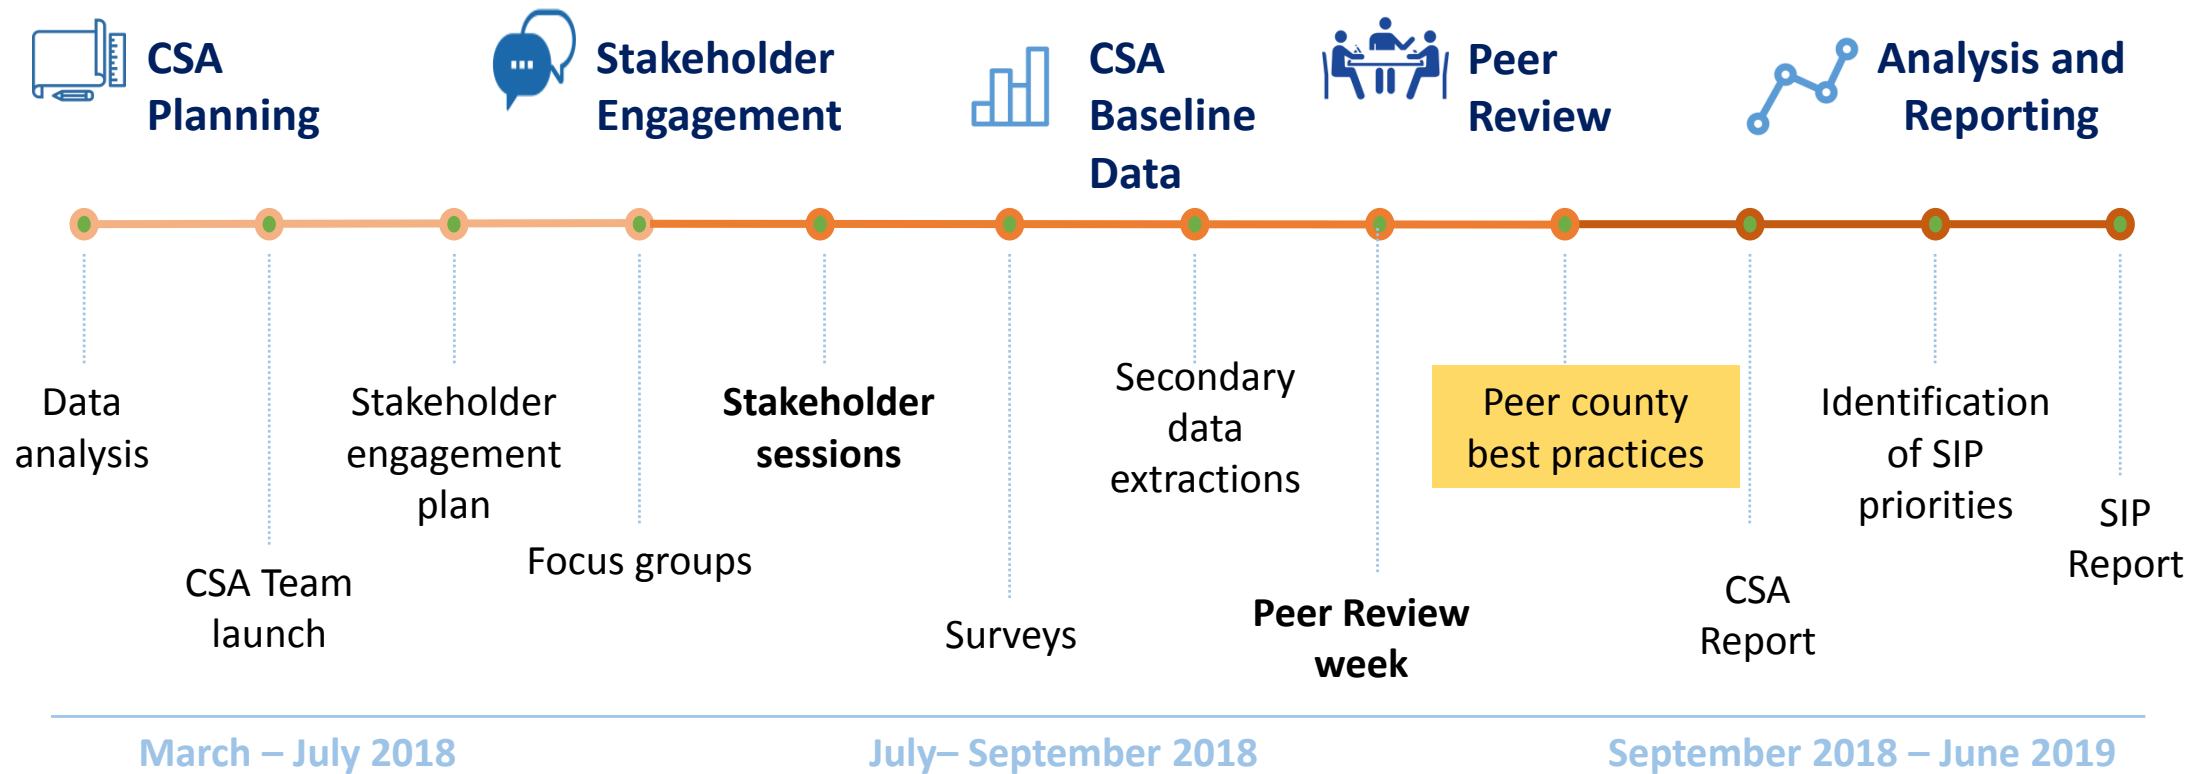 CSA
Planning
Stakeholder
Engagement
CSA
Baseline
Data
Peer
Review
Analysis and
Reporting
Data
analysis
CSA Team
launch
Stakeholder
engagement
plan
Focus groups
Stakeholder
sessions
Surveys
Secondary
data
extractions
Peer Review
week
Peer county
best practices
CSA
Report
Identification
of SIP
priorities
SIP
Report
March – July 2018
July– September 2018
September 2018 – June 2019